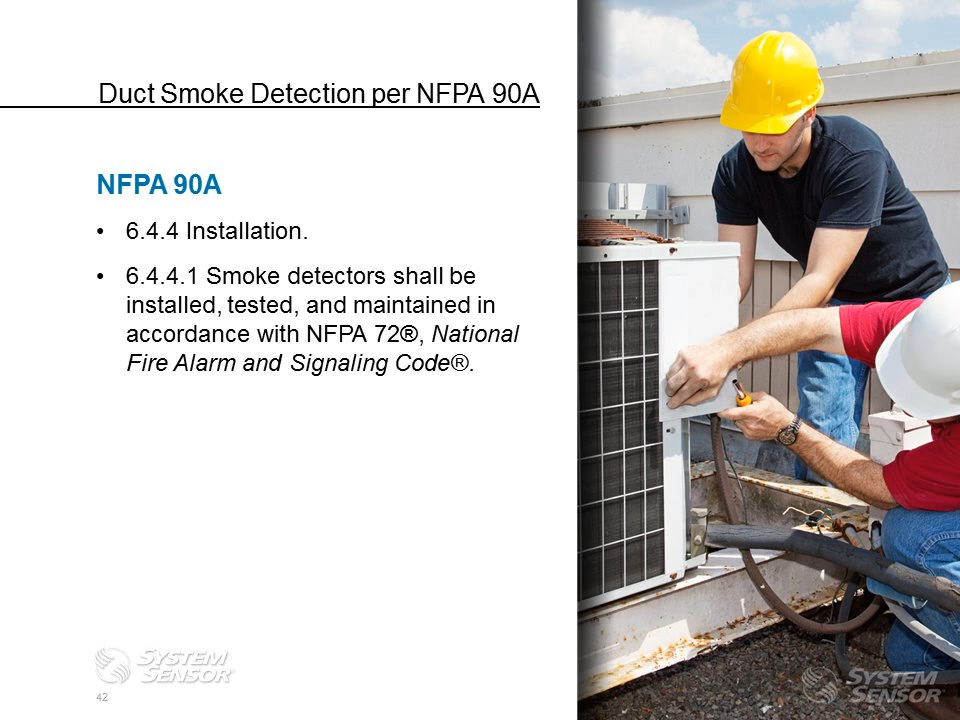 Duct Smoke Detection per NFPA 90A
NFPA 90A
• 6.4.4 Installation.
• 6.4.4.1 Smoke detectors shall be
installed, tested, and maintained in
accordance with NFPA 72®, National
Fire Alarm and Signaling Code®.
SYSTEM
SENSOR®
42
SYSTEM
SENSOR®